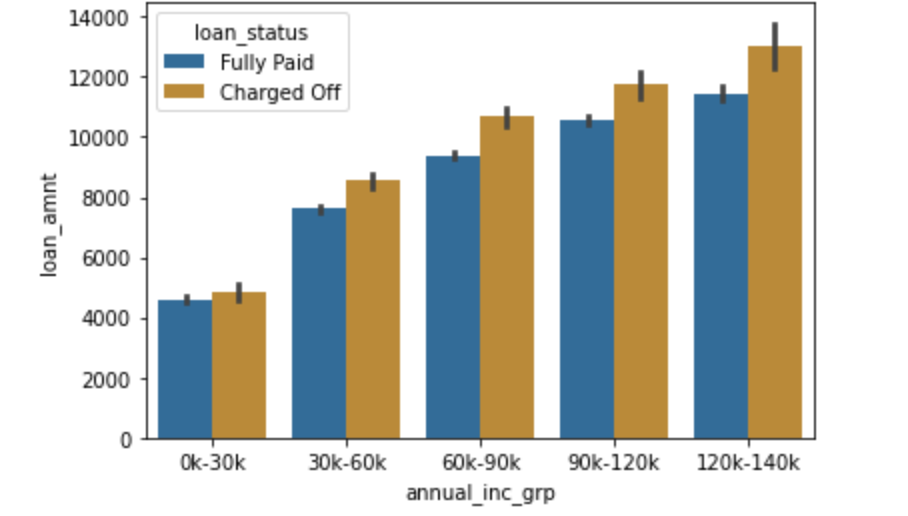 14000
12000
10000
8000
6000
4000
2000
0
loan_amnt
loan_status
Fully Paid
Charged Off
0k-30k 30k-60k 60k-90k 90k-120k 120k-140k
annual_inc_grp